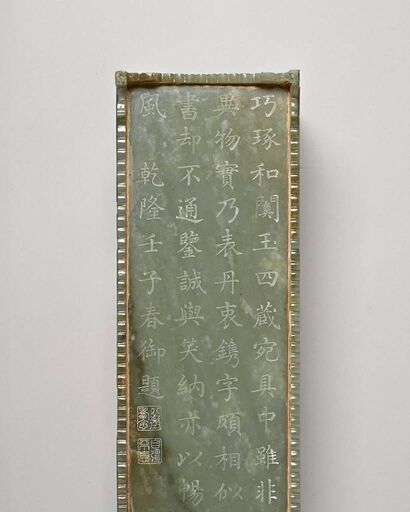 巧琢和闐玉四蕆宛具中雖非
典物實乃表丹衷鐫字頗相似
書却不通鑒誠與笑納亦以暢
風 乾隆壬子春御題